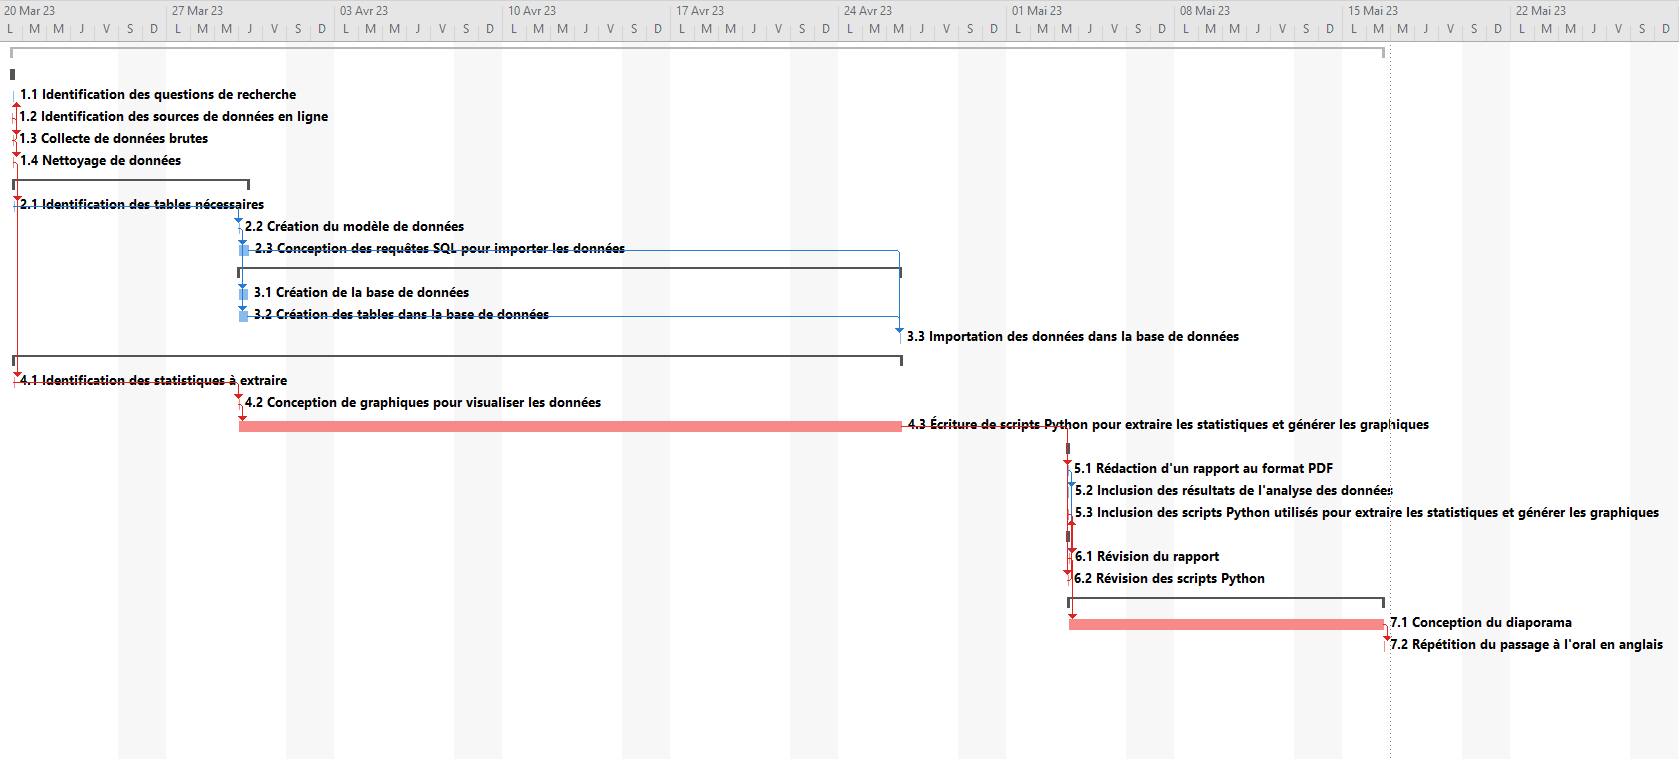 20 Mar 23 27 Mar 23 03 Avr 23 10 Avr 23 17 Avr 23 24 Avr 23 01 Mai 23 08 Mai 23 15 Mai 23 22 Mai 23
L M M J V S D L M M J V S D L M M J V S D L M M J V S D L M M J V S D L M M J V S D L M M J V S D L M M J V S D L M M J V S D L M M J V S D
1.1 Identification des questions de recherche
1.2 Identification des sources de données en ligne
1.3 Collecte de données brutes
1.4 Nettoyage de données
2.1 Identification des tables nécessaires
2.2 Création du modèle de données
2.3 Conception des requêtes SQL pour importer les données
3.1 Création de la base de données
3.2 Création des tables dans la base de données
3.3 Importation des données dans la base de données
4.1 Identification des statistiques à extraire
4.2 Conception de graphiques pour visualiser les données
4.3 Écriture de scripts Python pour extraire les statistiques et générer les graphiques
5.1 Rédaction d'un rapport au format PDF
5.2 Inclusion des résultats de l'analyse des données
5.3 Inclusion des scripts Python utilisés pour extraire les statistiques et générer les graphiques
6.1 Révision du rapport
6.2 Révision des scripts Python
7.1 Conception du diaporama
7.2 Répétition du passage à l'oral en anglais